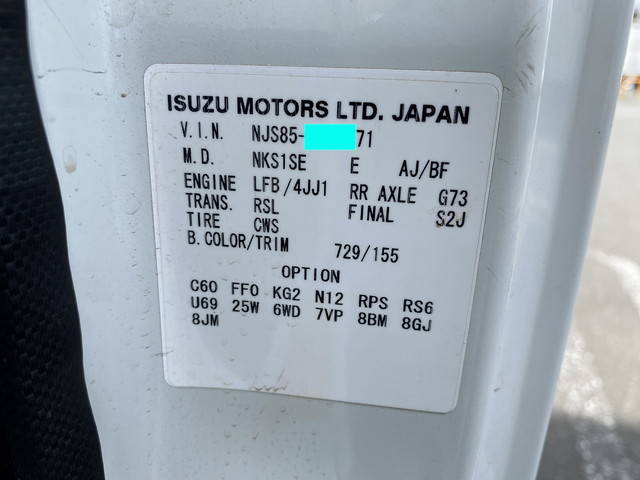 ISUZU MOTORS LTD. JAPAN
V.I.N. NJS85- 71
M.D. NKS1SE E AJ/BF
ENGINE LFB/4JJ1 RR AXLE G73
TRANS. RSL FINAL S2J
TIRE CWS
B.COLOR/TRIM 729/155
OPTION
C60 FF0 KG2 N12 RPS RS6
U69 25W 6WD 7VP 8BM 8GJ
8JM